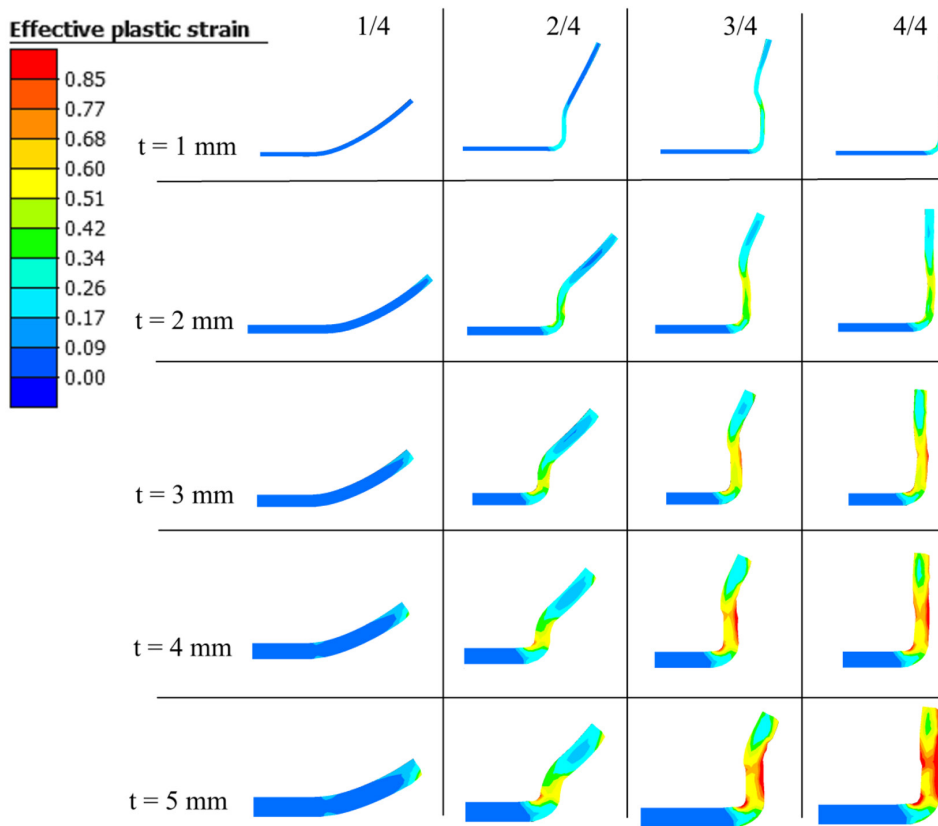 Effective plastic strain
1/4
2/4
3/4
4/4
0.85
0.77
0.68
0.60
0.51
0.42
0.34
0.26
0.17
0.09
0.00
t = 1 mm
t = 2 mm
t = 3 mm
t = 4 mm
t = 5 mm